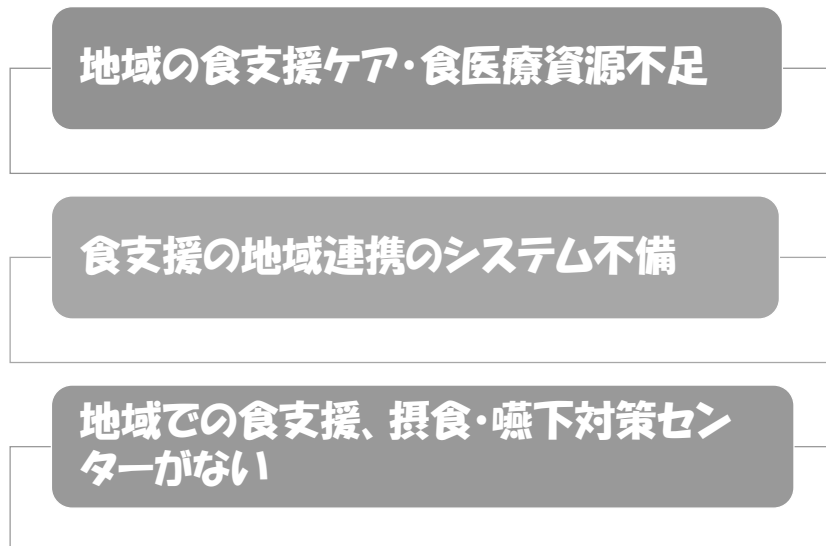 地域の食支援ケア・食医療資源不足
食支援の地域連携のシステム不備
地域での食支援、摂食・嚥下対策セン
ターがない